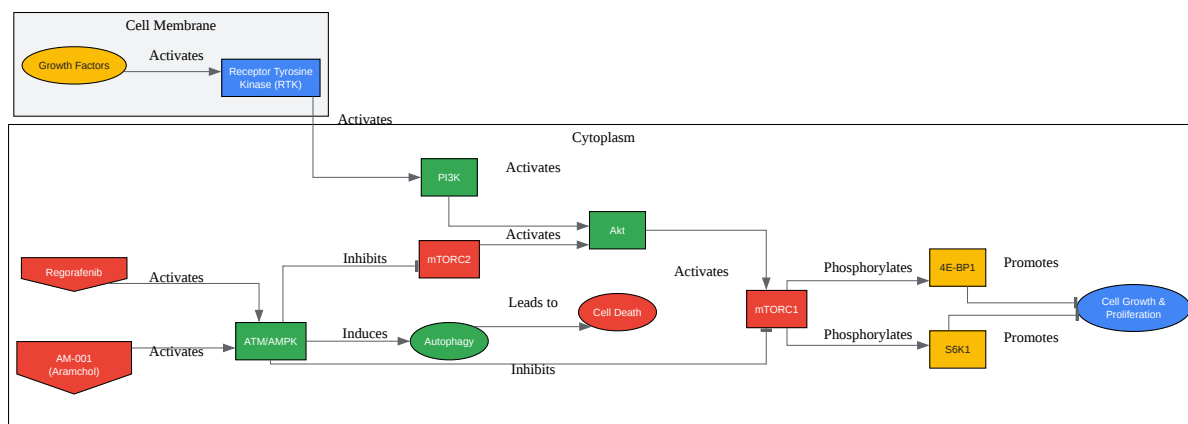 Cell Membrane
Growth Factors
Activates
Receptor Tyrosine
Kinase (RTK)
Activates
Cytoplasm
PI3K
Activates
Akt
mTORC2
Activates
Inhibits
Regorafenib
Activates
Activates
Phosphorylates
4E-BP1
Promotes
Cell Growth &
Proliferation
Leads to
Cell Death
mTORC1
ATM/AMPK
Induces
Autophagy
Phosphorylates
S6K1
Promotes
AM-001
(Aramchol)
Activates
Inhibits